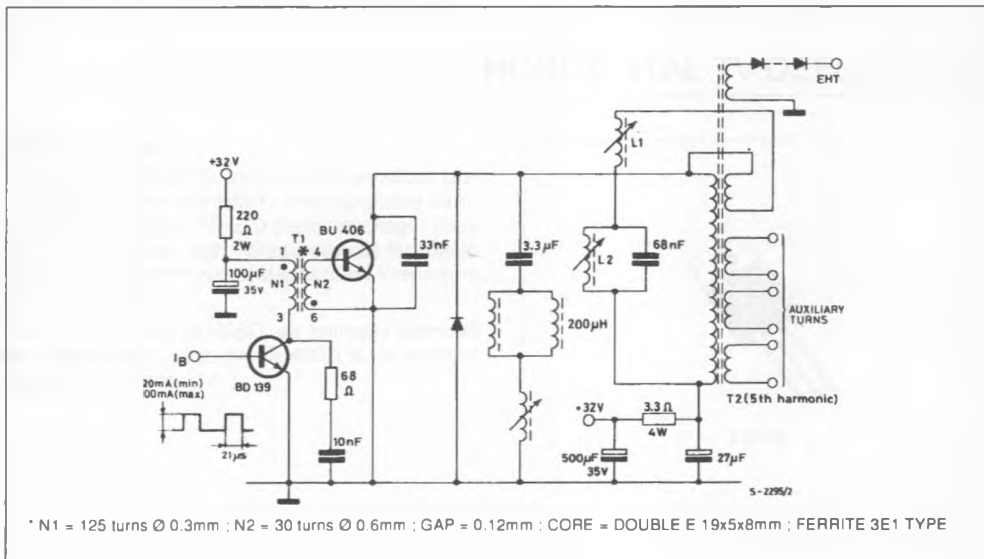 EHT
L1
+32V
220
Ω
2W
BU 406
T1
*
1
4
33nF
3.3µF
L2
68nF
100µF
35V
N1
N2
3
6
200µH
AUXILIARY
TURNS
IB
BD 139
68
Ω
T2 (5th harmonic)
20mA (min)
00mA (max)
+32V
3.3Ω
4W
21µs
10nF
500µF
35V
27µF
S-2295/2
* N1 = 125 turns Ø 0.3mm ; N2 = 30 turns Ø 0.6mm ; GAP = 0.12mm : CORE = DOUBLE E 19x5x8mm ; FERRITE 3E1 TYPE